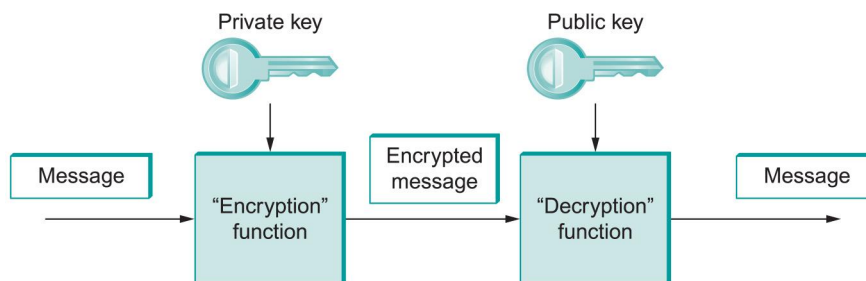 Private key
Public key
Message
Encrypted
message
Message
“Encryption”
function
“Decryption”
function